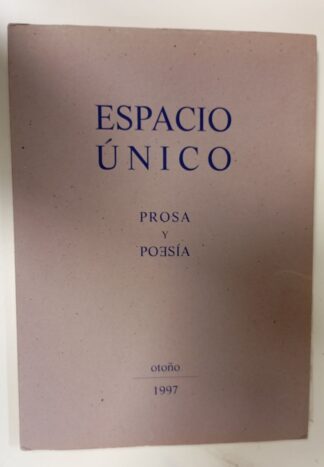 ESPACIO
ÚNICO
PROSA
Y
POƎSÍA
otoño
1997